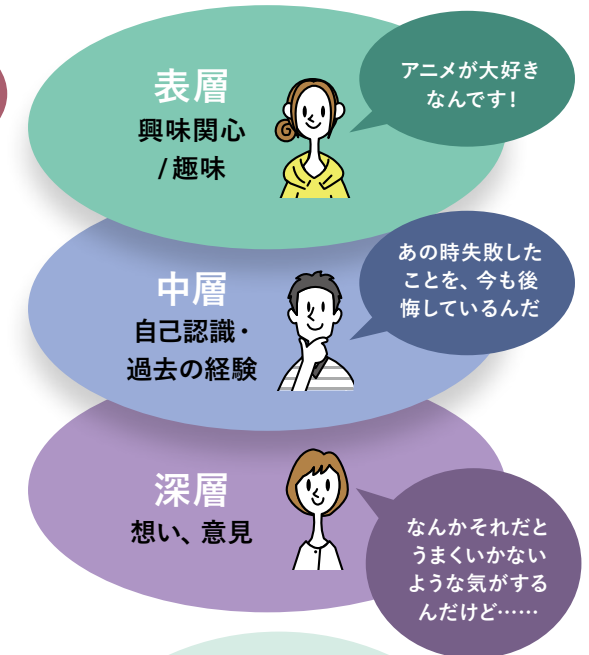 表層
興味関心
/趣味
アニメが大好き
なんです!
中層
自己認識・
過去の経験
あの時失敗した
ことを、今も後
悔しているんだ
深層
想い、意見
なんかそれだと
うまくいかない
ような気がする
んだけど……